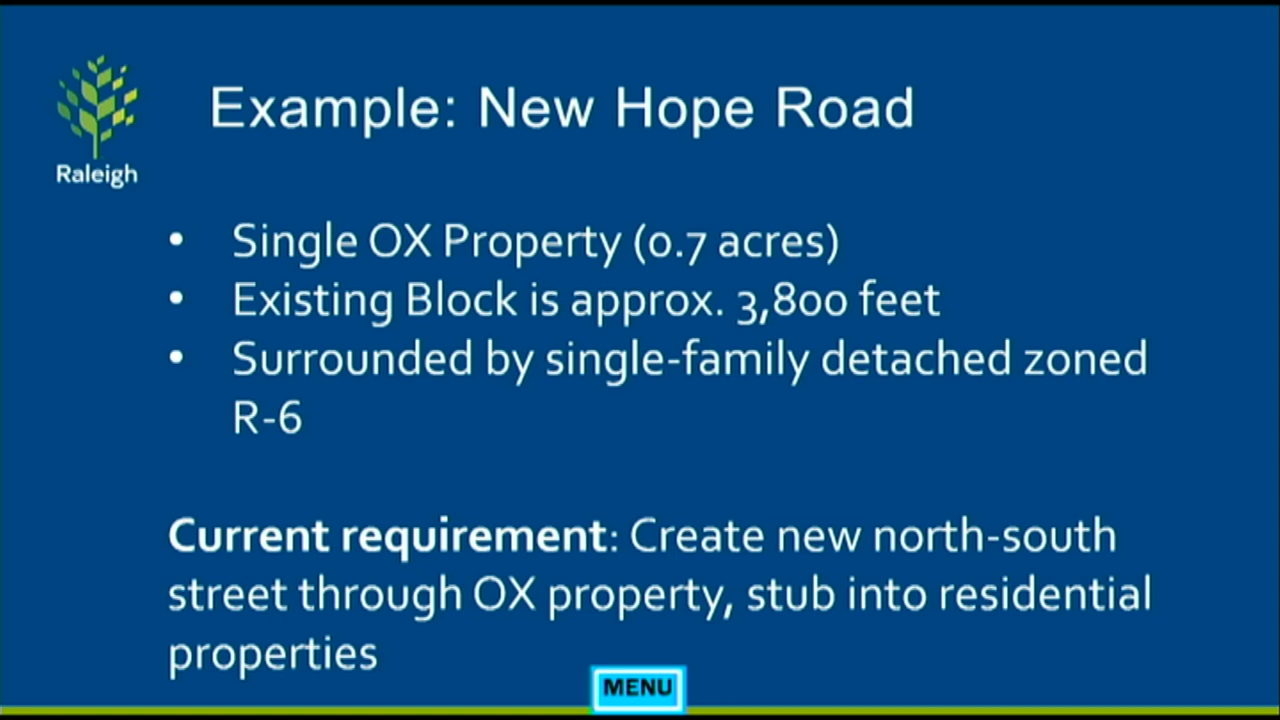 Example: New Hope Road
Raleigh
• Single OX Property (0.7 acres)
• Existing Block is approx. 3,800 feet
• Surrounded by single-family detached zoned
R-6
Current requirement: Create new north-south
street through OX property, stub into residential
properties
MENU